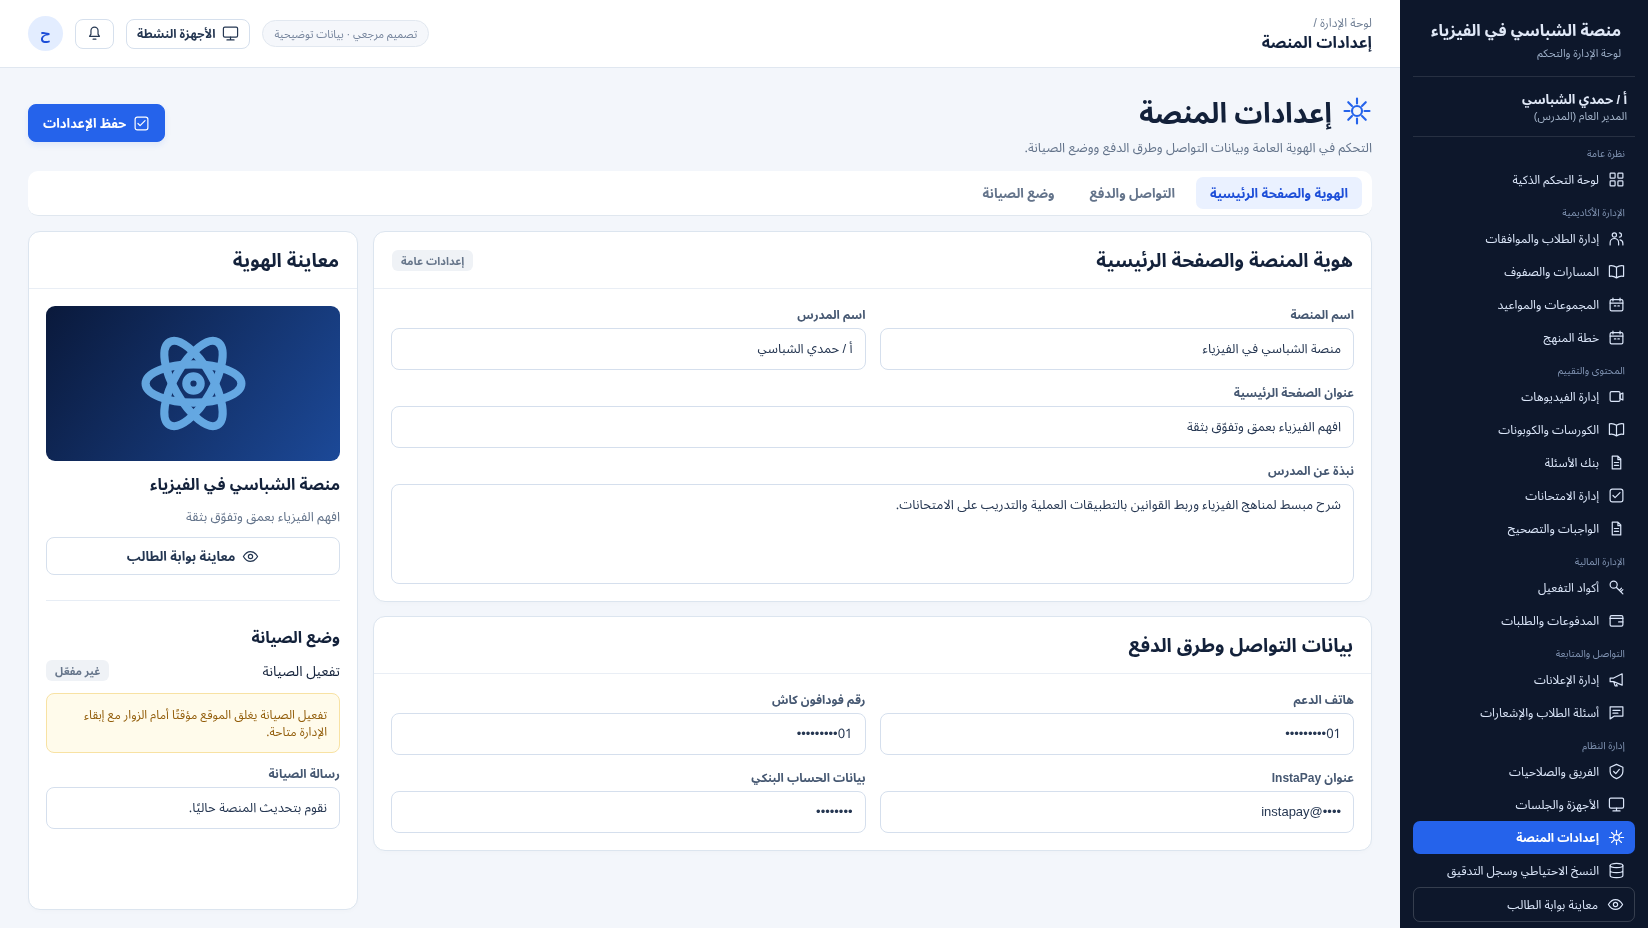 منصة الشباسي في الفيزياء
لوحة الإدارة والتحكم
أ / حمدي الشباسي
المدير العام (المدرس)
نظرة عامة
لوحة التحكم الذكية
الإدارة الأكاديمية
إدارة الطلاب والموافقات
المسارات والصفوف
المجموعات والمواعيد
خطة المنهج
المحتوى والتقييم
إدارة الفيديوهات
الكورسات والكوبونات
بنك الأسئلة
إدارة الامتحانات
الواجبات والتصحيح
الإدارة المالية
أكواد التفعيل
المدفوعات والطلبات
التواصل والمتابعة
إدارة الإعلانات
أسئلة الطلاب والإشعارات
إدارة النظام
الفريق والصلاحيات
الأجهزة والجلسات
إعدادات المنصة
النسخ الاحتياطي وسجل التدقيق
معاينة بوابة الطالب
لوحة الإدارة /
إعدادات المنصة
تصميم مرجعي · بيانات توضيحية
الأجهزة النشطة
ح
إعدادات المنصة
التحكم في الهوية العامة وبيانات التواصل وطرق الدفع ووضع الصيانة.
حفظ الإعدادات
الهوية والصفحة الرئيسية
التواصل والدفع
وضع الصيانة
هوية المنصة والصفحة الرئيسية
إعدادات عامة
اسم المنصة
منصة الشباسي في الفيزياء
اسم المدرس
أ / حمدي الشباسي
عنوان الصفحة الرئيسية
افهم الفيزياء بعمق وتفوّق بثقة
نبذة عن المدرس
شرح مبسط لمناهج الفيزياء وربط القوانين بالتطبيقات العملية والتدريب على الامتحانات.
بيانات التواصل وطرق الدفع
هاتف الدعم
01•••••••••
رقم فودافون كاش
01•••••••••
عنوان InstaPay
instapay@••••
بيانات الحساب البنكي
••••••••
معاينة الهوية
منصة الشباسي في الفيزياء
افهم الفيزياء بعمق وتفوّق بثقة
معاينة بوابة الطالب
وضع الصيانة
تفعيل الصيانة
غير مفعّل
تفعيل الصيانة يغلق الموقع مؤقتًا أمام الزوار مع إبقاء
الإدارة متاحة.
رسالة الصيانة
نقوم بتحديث المنصة حاليًا.